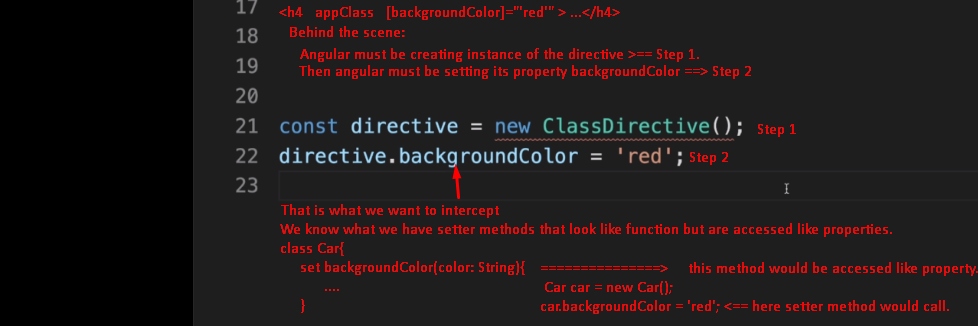 17 <h4 appClass [backgroundColor]="'red'" > ...</h4>
18 Behind the scene:
19 Angular must be creating instance of the directive >== Step 1.
Then angular must be setting its property backgroundColor ==> Step 2
20
21 const directive = new ClassDirective(); Step 1
22 directive.backgroundColor = 'red'; Step 2
23
That is what we want to intercept
We know what we have setter methods that look like function but are accessed like properties.
class Car{
set backgroundColor(color: String){ ===============> this method would be accessed like property.
.... Car car = new Car();
} car.backgroundColor = 'red'; <== here setter method would call.